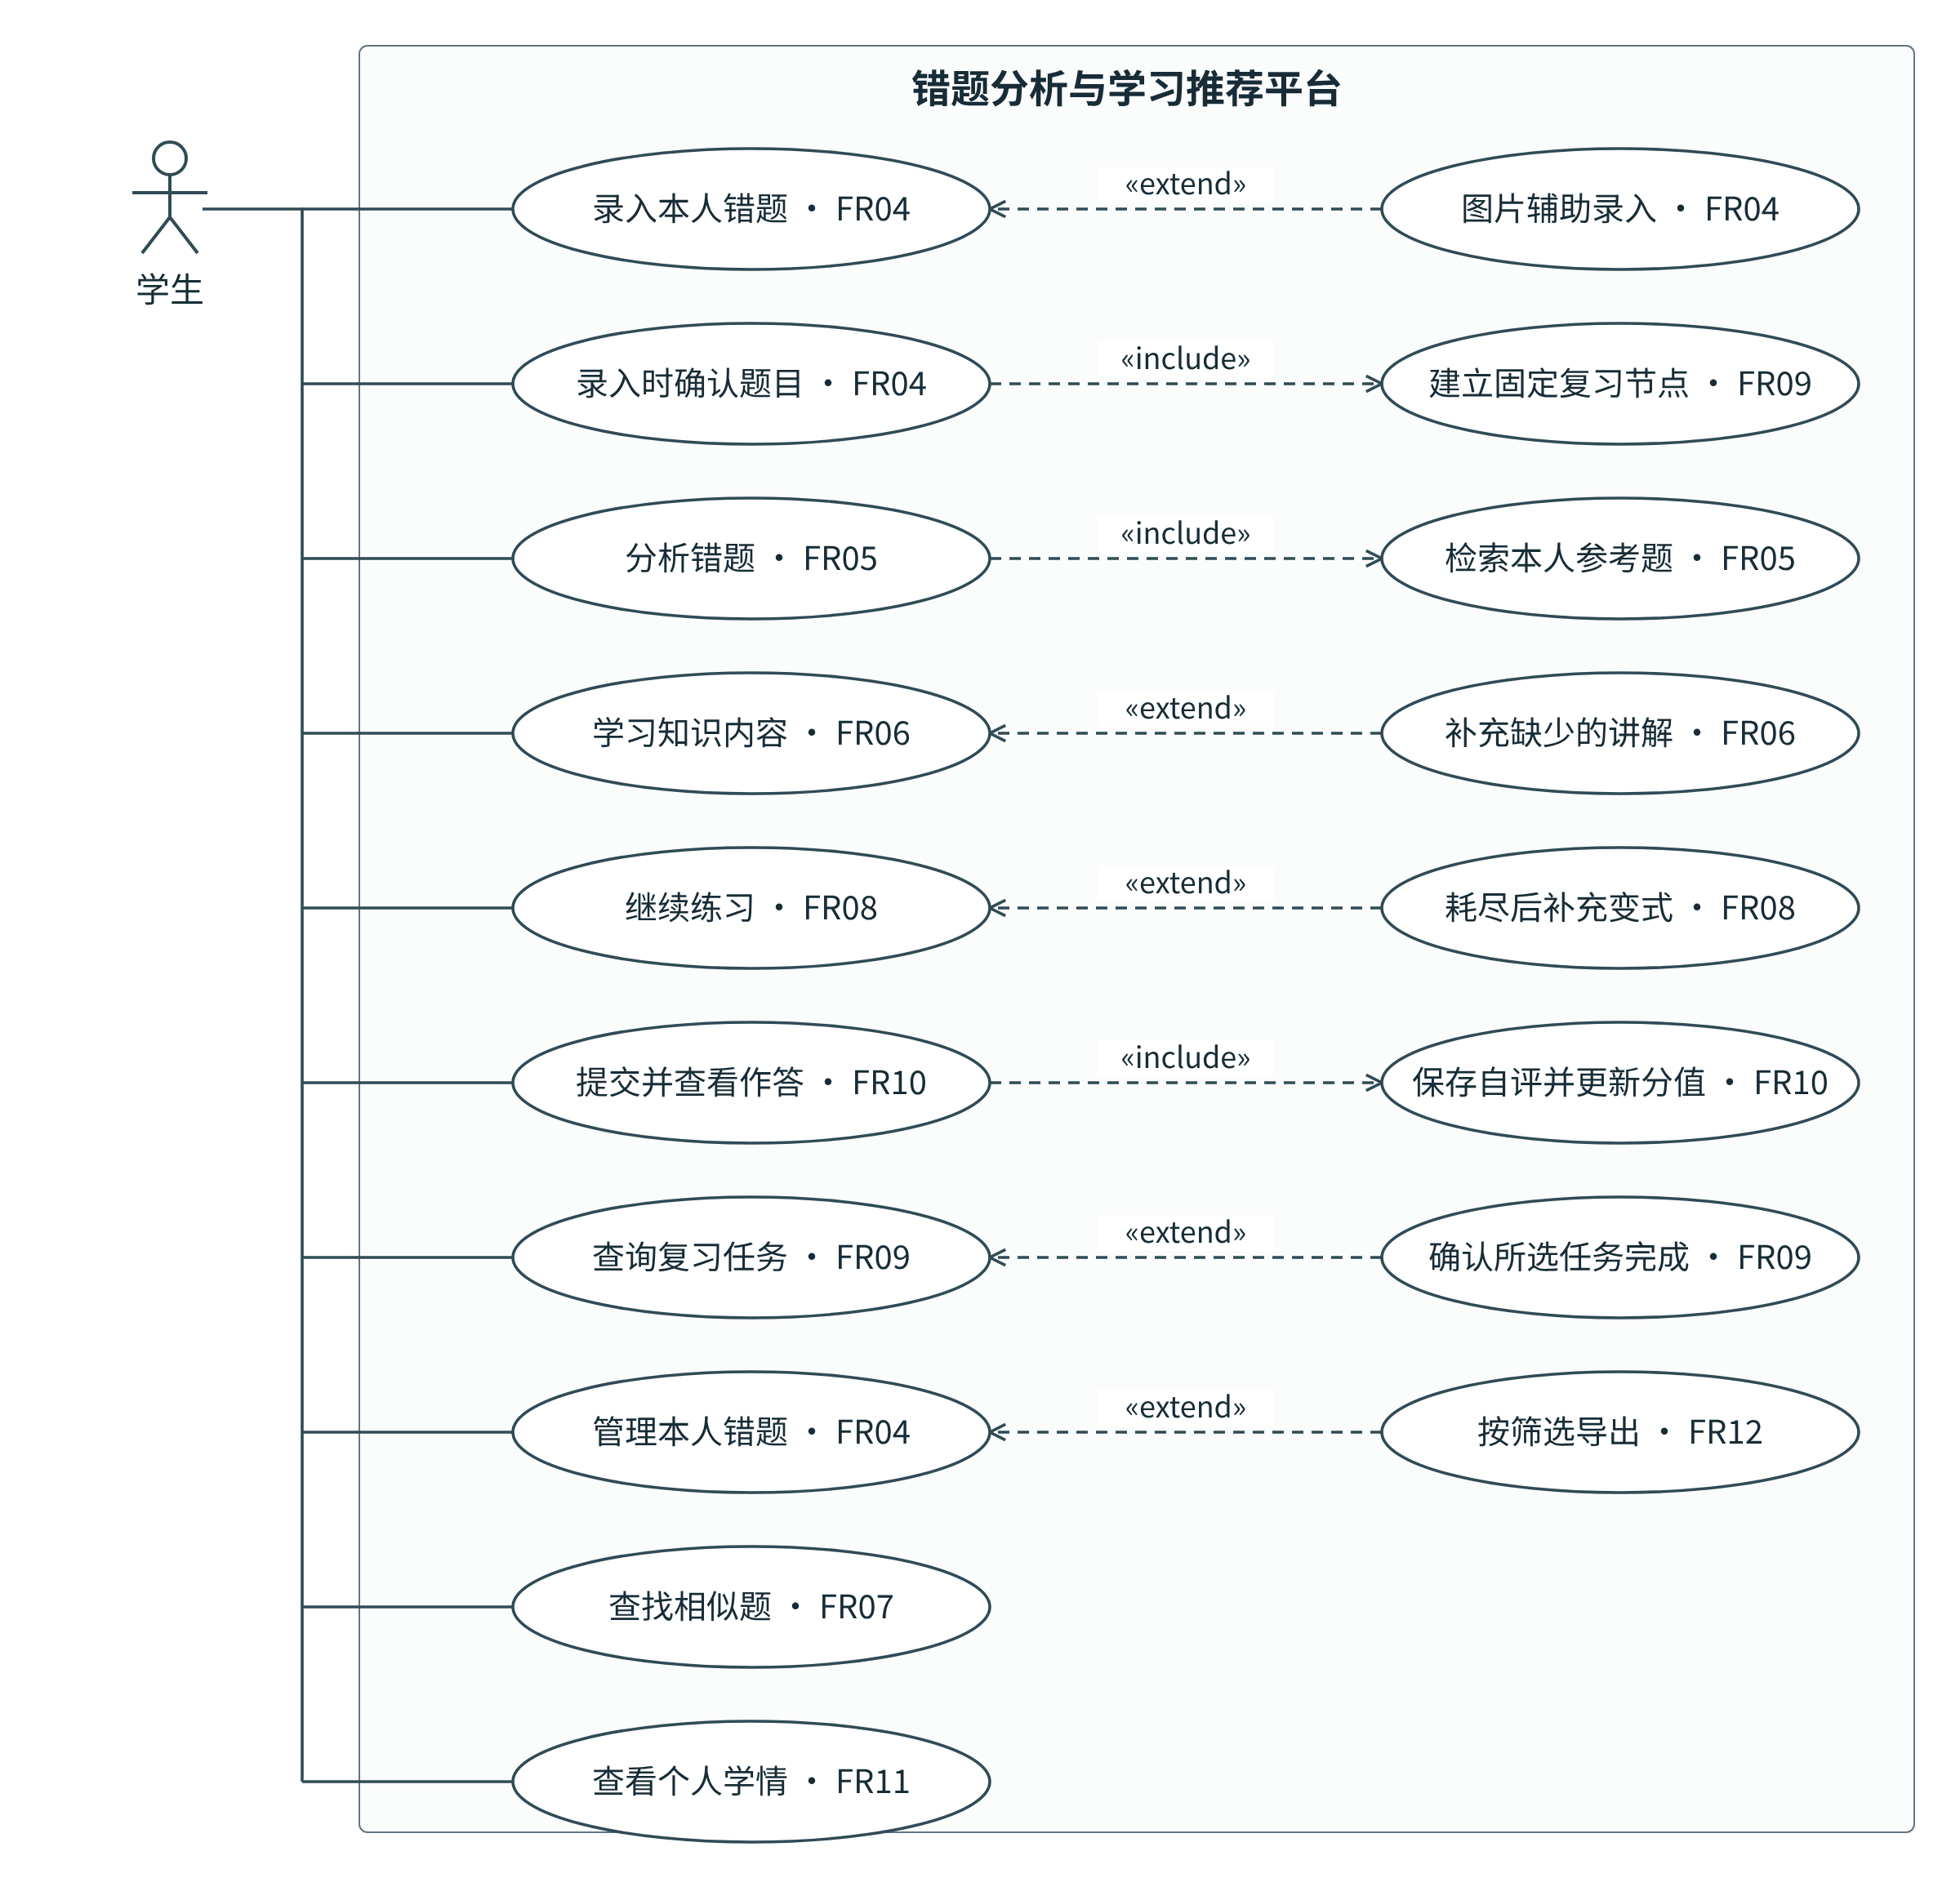 错题分析与学习推荐平台
学生
录入本人错题 • FR04
«extend»
图片辅助录入 • FR04
录入时确认题目 • FR04
«include»
建立固定复习节点 • FR09
分析错题 • FR05
«include»
检索本人参考题 • FR05
学习知识内容 • FR06
«extend»
补充缺少的讲解 • FR06
继续练习 • FR08
«extend»
耗尽后补充变式 • FR08
提交并查看作答 • FR10
«include»
保存自评并更新分值 • FR10
查询复习任务 • FR09
«extend»
确认所选任务完成 • FR09
管理本人错题 • FR04
«extend»
按筛选导出 • FR12
查找相似题 • FR07
查看个人学情 • FR11